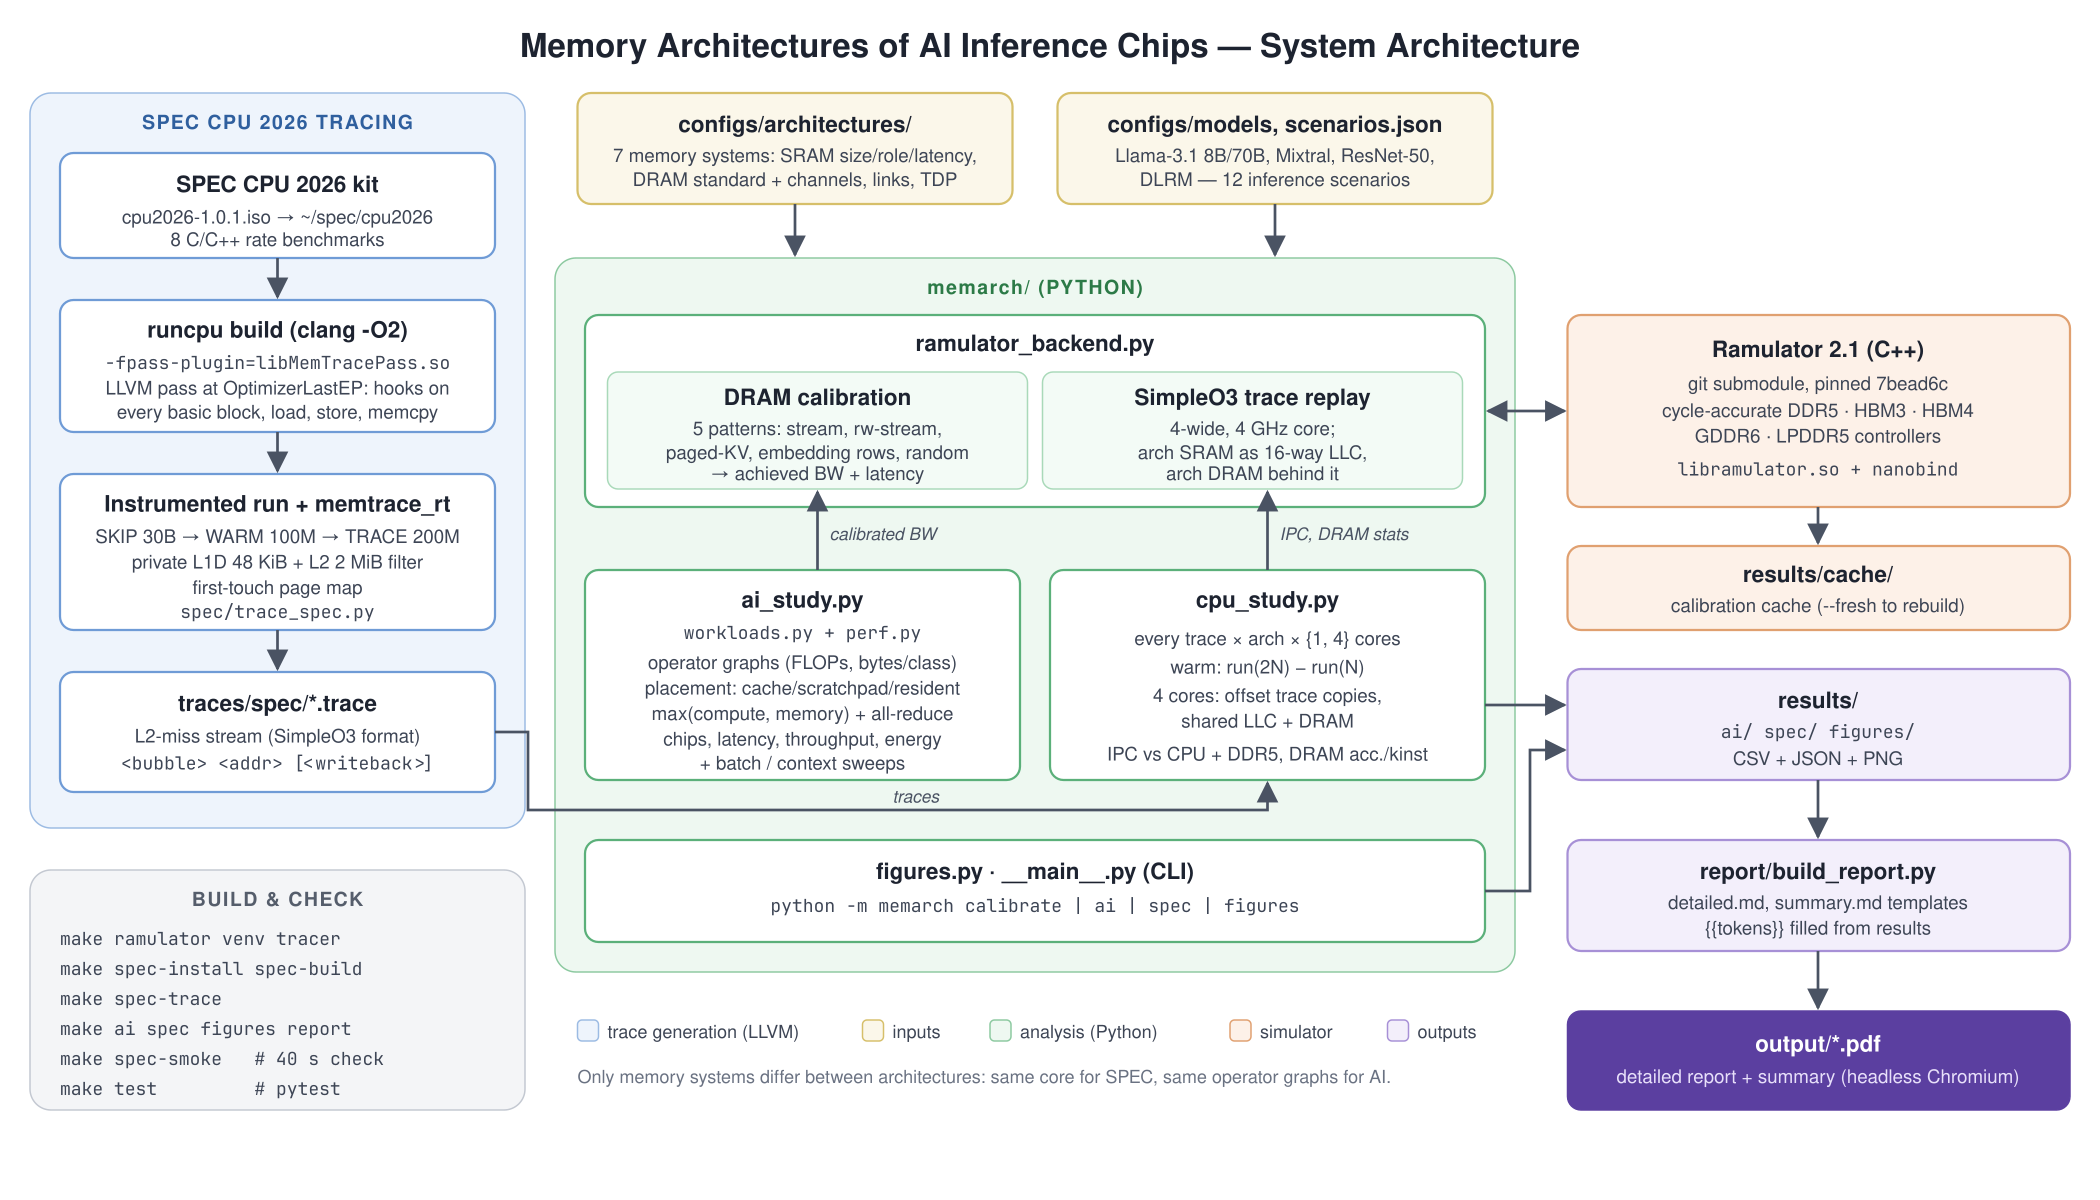 Memory Architectures of AI Inference Chips — System Architecture
SPEC CPU 2026 TRACING
SPEC CPU 2026 kit
cpu2026-1.0.1.iso → ~/spec/cpu2026
8 C/C++ rate benchmarks
runcpu build (clang -O2)
-fpass-plugin=libMemTracePass.so
LLVM pass at OptimizerLastEP: hooks on
every basic block, load, store, memcpy
Instrumented run + memtrace_rt
SKIP 30B → WARM 100M → TRACE 200M
private L1D 48 KiB + L2 2 MiB filter
first-touch page map
spec/trace_spec.py
traces/spec/*.trace
L2-miss stream (SimpleO3 format)
<bubble> <addr> [<writeback>]
BUILD & CHECK
make ramulator venv tracer
make spec-install spec-build
make spec-trace
make ai spec figures report
make spec-smoke   # 40 s check
make test         # pytest
configs/architectures/
7 memory systems: SRAM size/role/latency,
DRAM standard + channels, links, TDP
configs/models, scenarios.json
Llama-3.1 8B/70B, Mixtral, ResNet-50,
DLRM — 12 inference scenarios
memarch/ (PYTHON)
ramulator_backend.py
DRAM calibration
5 patterns: stream, rw-stream,
paged-KV, embedding rows, random
→ achieved BW + latency
SimpleO3 trace replay
4-wide, 4 GHz core;
arch SRAM as 16-way LLC,
arch DRAM behind it
calibrated BW
IPC, DRAM stats
ai_study.py
workloads.py + perf.py
operator graphs (FLOPs, bytes/class)
placement: cache/scratchpad/resident
max(compute, memory) + all-reduce
chips, latency, throughput, energy
+ batch / context sweeps
cpu_study.py
every trace × arch × {1, 4} cores
warm: run(2N) − run(N)
4 cores: offset trace copies,
shared LLC + DRAM
IPC vs CPU + DDR5, DRAM acc./kinst
traces
figures.py · __main__.py (CLI)
python -m memarch calibrate | ai | spec | figures
Ramulator 2.1 (C++)
git submodule, pinned 7bead6c
cycle-accurate DDR5 · HBM3 · HBM4
GDDR6 · LPDDR5 controllers
libramulator.so + nanobind
results/cache/
calibration cache (--fresh to rebuild)
results/
ai/ spec/ figures/
CSV + JSON + PNG
report/build_report.py
detailed.md, summary.md templates
{{tokens}} filled from results
output/*.pdf
detailed report + summary (headless Chromium)
trace generation (LLVM)
inputs
analysis (Python)
simulator
outputs
Only memory systems differ between architectures: same core for SPEC, same operator graphs for AI.